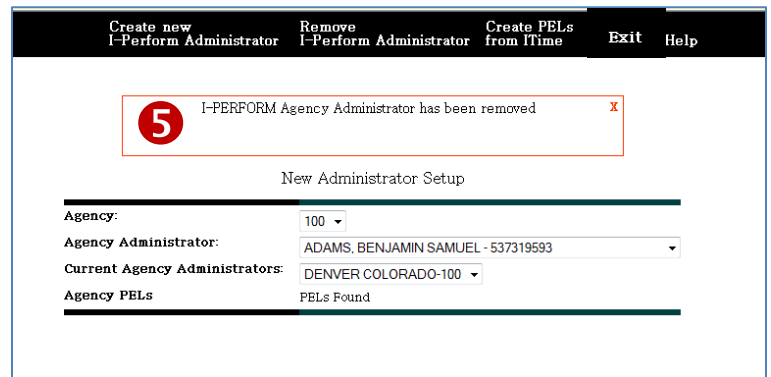 Create new Remove Create PELs
I-Perform Administrator I-Perform Administrator from ITime Exit Help
5 I-PERFORM Agency Administrator has been removed X
New Administrator Setup
Agency: 100
Agency Administrator: ADAMS, BENJAMIN SAMUEL - 537319593
Current Agency Administrators: DENVER COLORADO-100
Agency PELs PELs Found